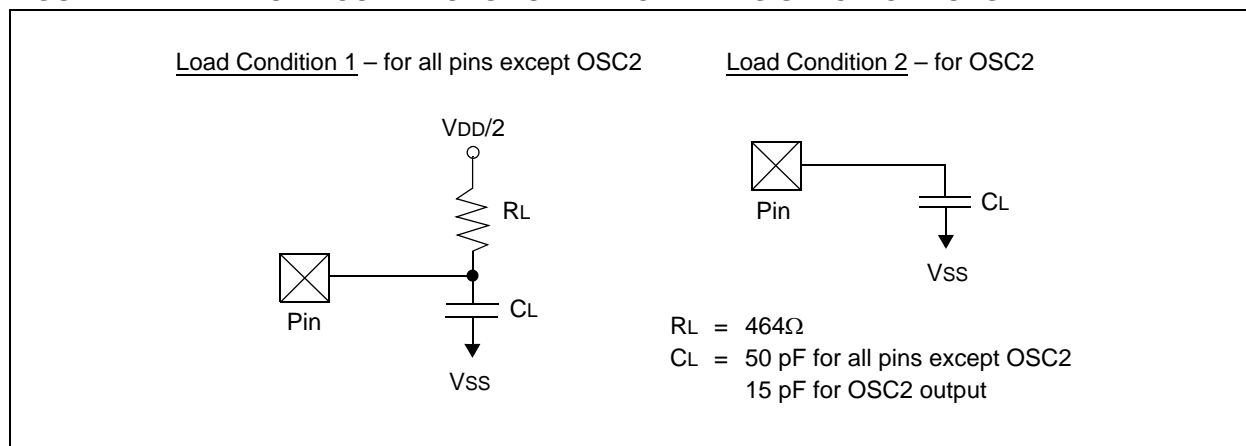 Load Condition 1 – for all pins except OSC2
Load Condition 2 – for OSC2
VDD/2
RL
Pin
CL
VSS
Pin
CL
VSS
RL = 464Ω
CL = 50 pF for all pins except OSC2
15 pF for OSC2 output